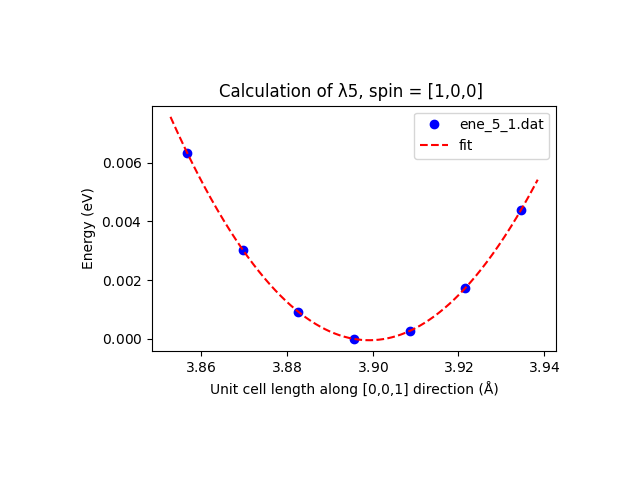 Calculation of λ5, spin = [1,0,0]
ene_5_1.dat
fit
Energy (eV)
0.006
0.004
0.002
0.000
3.86 3.88 3.90 3.92 3.94
Unit cell length along [0,0,1] direction (Å)